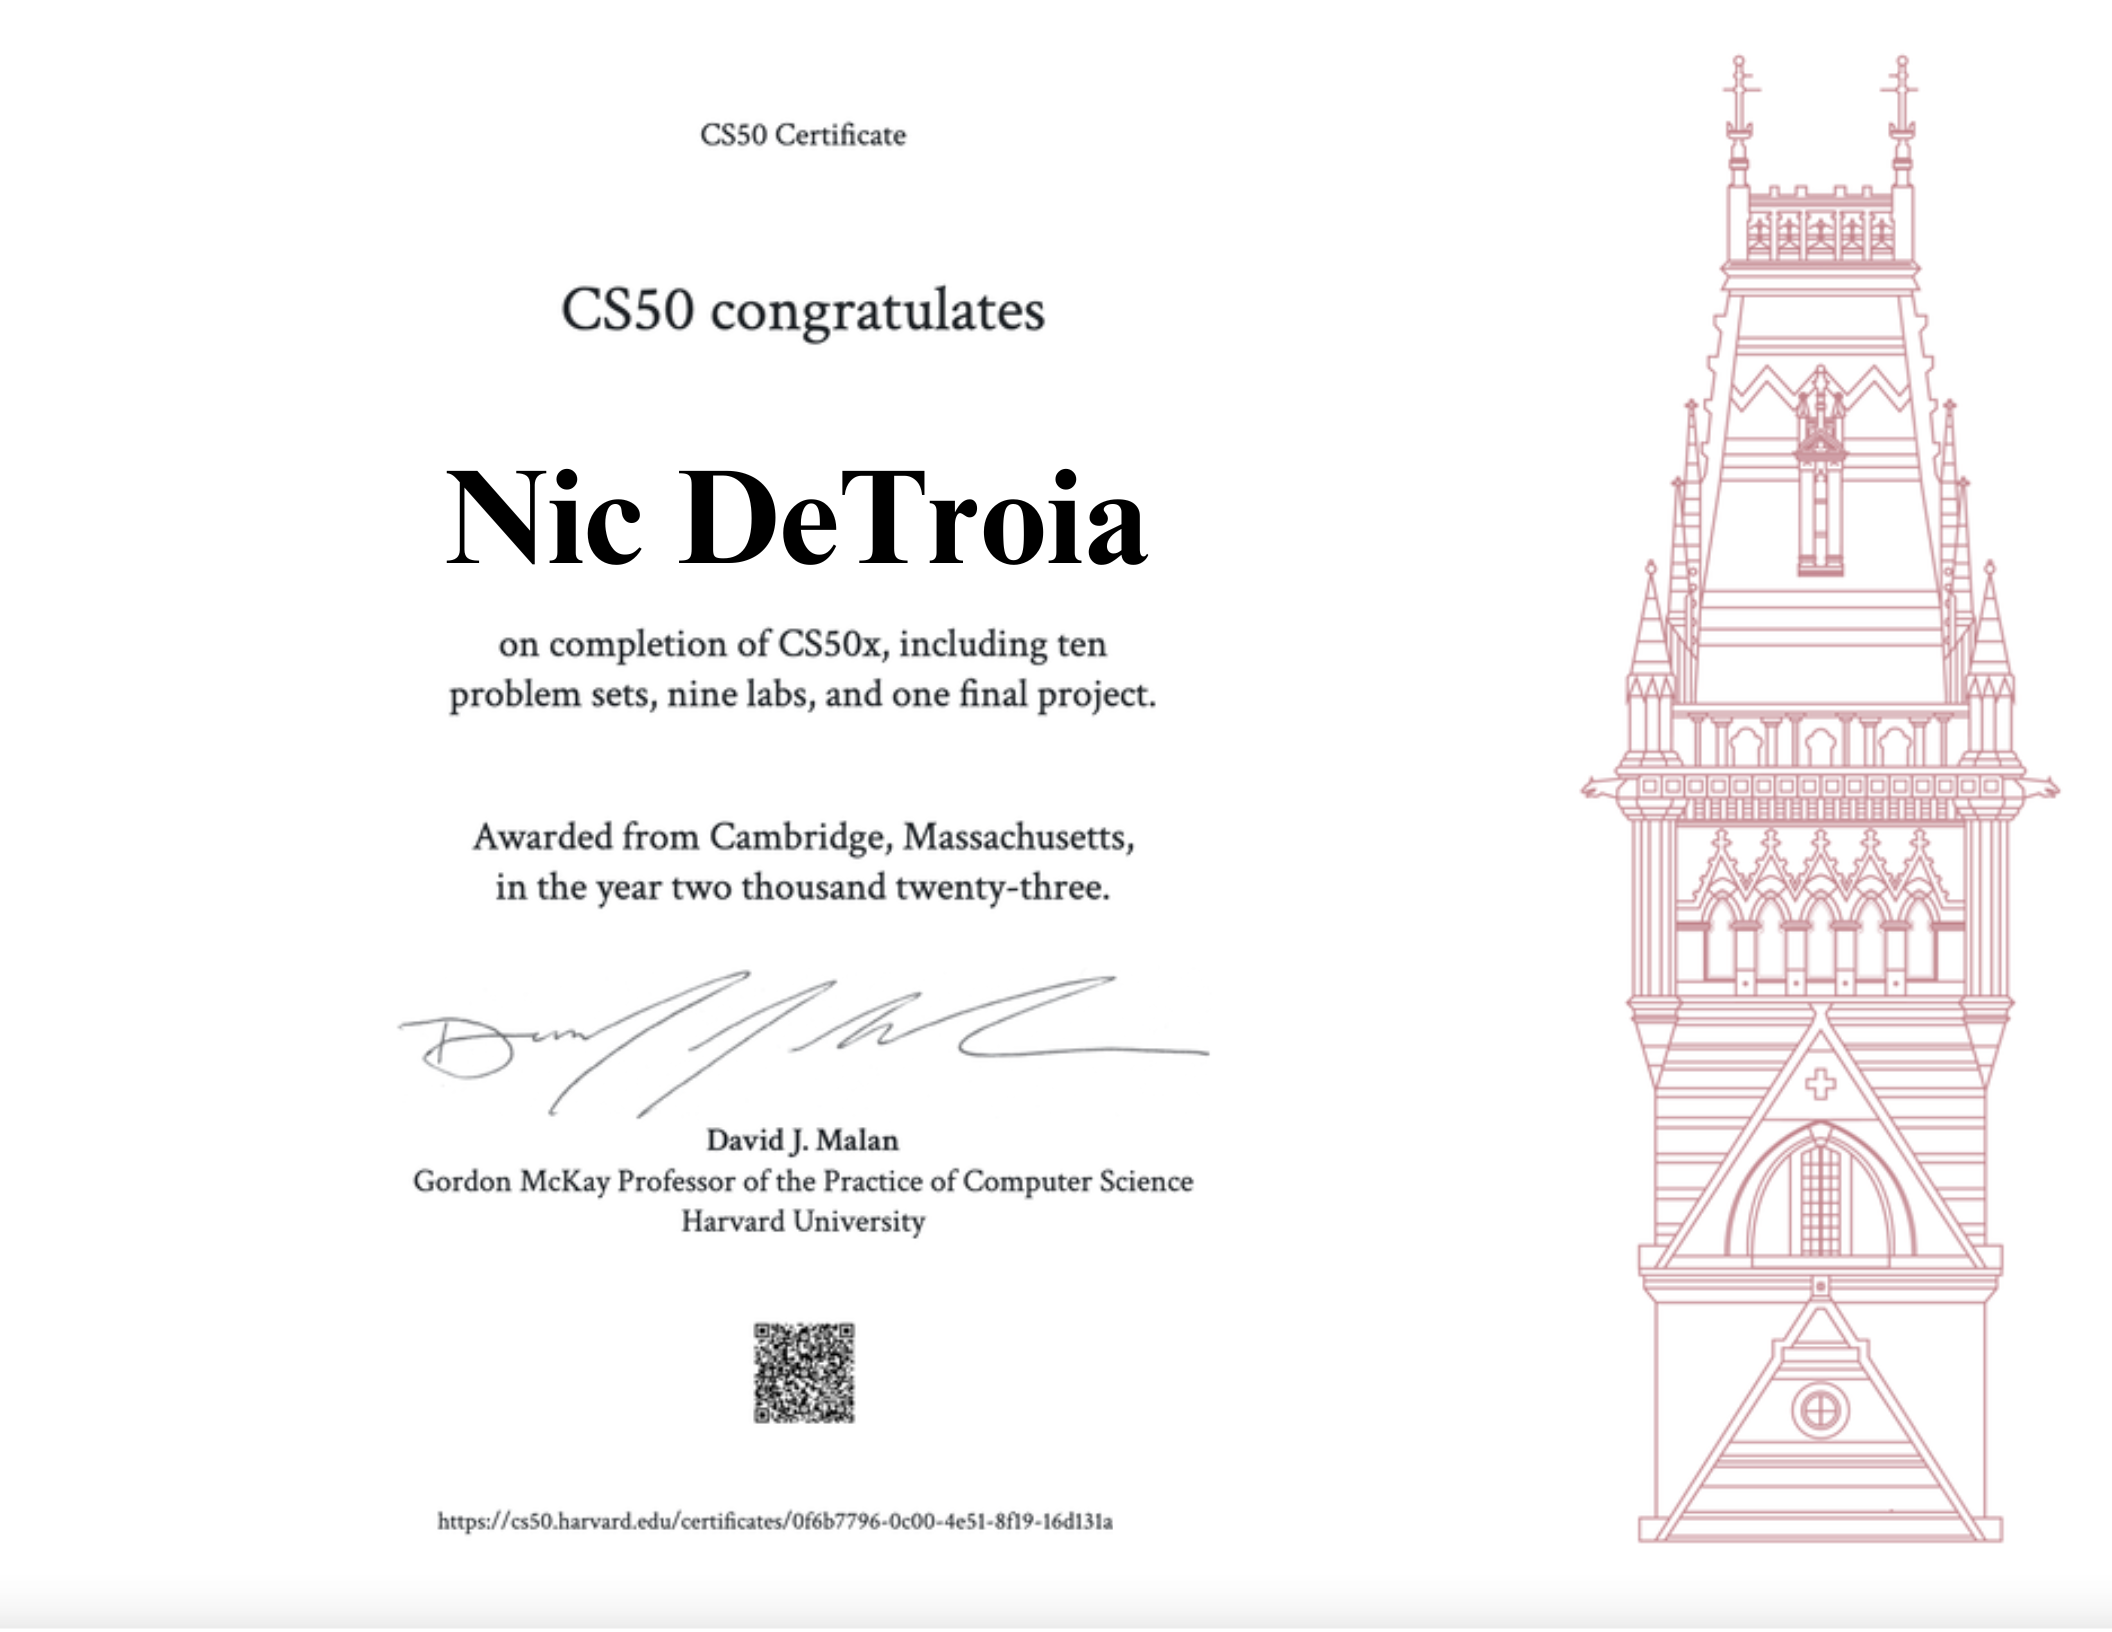 CS50 Certificate
CS50 congratulates
Nic DeTroia
on completion of CS50x, including ten
problem sets, nine labs, and one final project.
Awarded from Cambridge, Massachusetts,
in the year two thousand twenty-three.
David J. Malan
Gordon McKay Professor of the Practice of Computer Science
Harvard University
https://cs50.harvard.edu/certificates/0f6b7796-0c00-4e51-8f19-16d131a